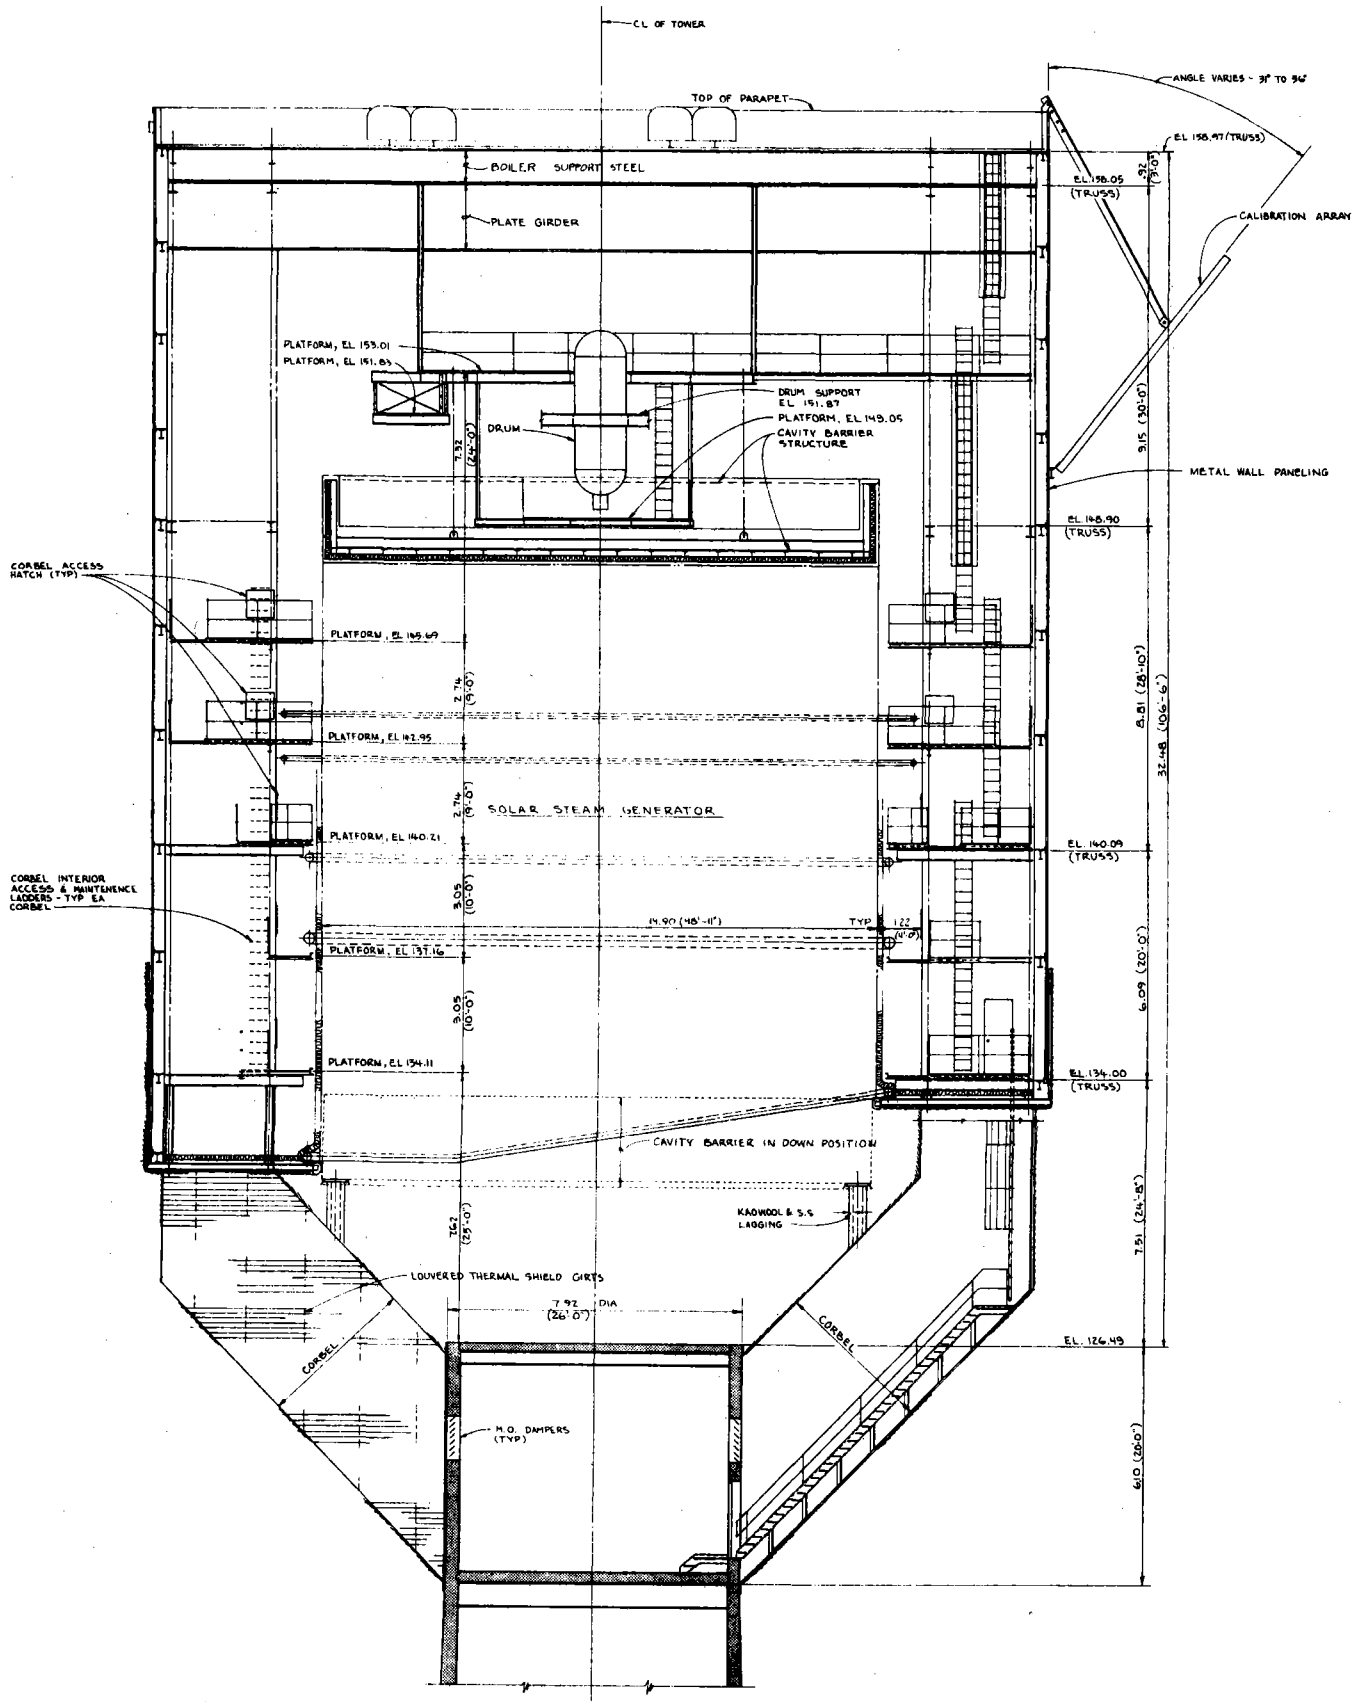 CL OF TOWER
ANGLE VARIES - 31° TO 36°
TOP OF PARAPET
EL 158.97 (TRUSS)
BOILER SUPPORT STEEL
.92
(3'-0")
EL.158.05
(TRUSS)
CALIBRATION ARRAY
PLATE GIRDER
PLATFORM, EL 153.01
PLATFORM, EL 151.83
DRUM SUPPORT
EL 151.87
PLATFORM, EL 149.05
CAVITY BARRIER
STRUCTURE
DRUM
7.32
(24'-0")
9.15 (30'-0")
METAL WALL PANELING
EL.148.90
(TRUSS)
CORBEL ACCESS
HATCH (TYP)
PLATFORM, EL 145.69
2.74
(9'-0")
8.81 (28'-10")
32.48 (106'-6")
PLATFORM, EL 142.95
2.74
(9'-0")
SOLAR STEAM GENERATOR
PLATFORM, EL 140.21
EL. 140.09
(TRUSS)
CORBEL INTERIOR
ACCESS & MAINTENENCE
LADDERS - TYP EA
CORBEL
3.05
(10'-0")
14.90 (48'-11")
TYP
1.22
(4'-0")
PLATFORM, EL 137.16
6.09 (20'-0")
3.05
(10'-0")
PLATFORM, EL 134.11
EL.134.00
(TRUSS)
CAVITY BARRIER IN DOWN POSITION
KAOWOOL & S.S
LAGGING
7.62
(25'-0")
7.51 (24'-8")
LOUVERED THERMAL SHIELD GIRTS
7.92 DIA
(26'-0")
CORBEL
CORBEL
EL. 126.49
M.O. DAMPERS
(TYP)
6.10 (20'-0")